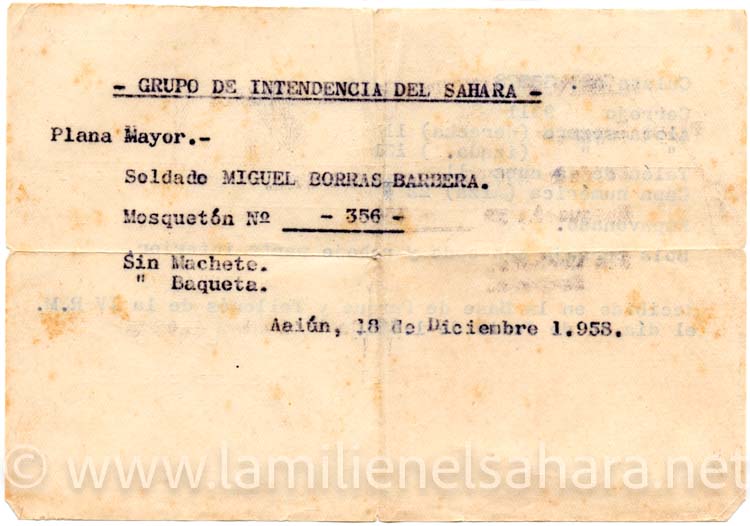 - GRUPO DE INTENDENCIA DEL SAHARA -
Plana Mayor.-
Soldado MIGUEL BORRAS BARBERA.
Mosquetón Nº - 356 -
Sin Machete.
" Baqueta.
Aaiún, 18 de Diciembre 1.958.
© www.lamilienelsahara.net